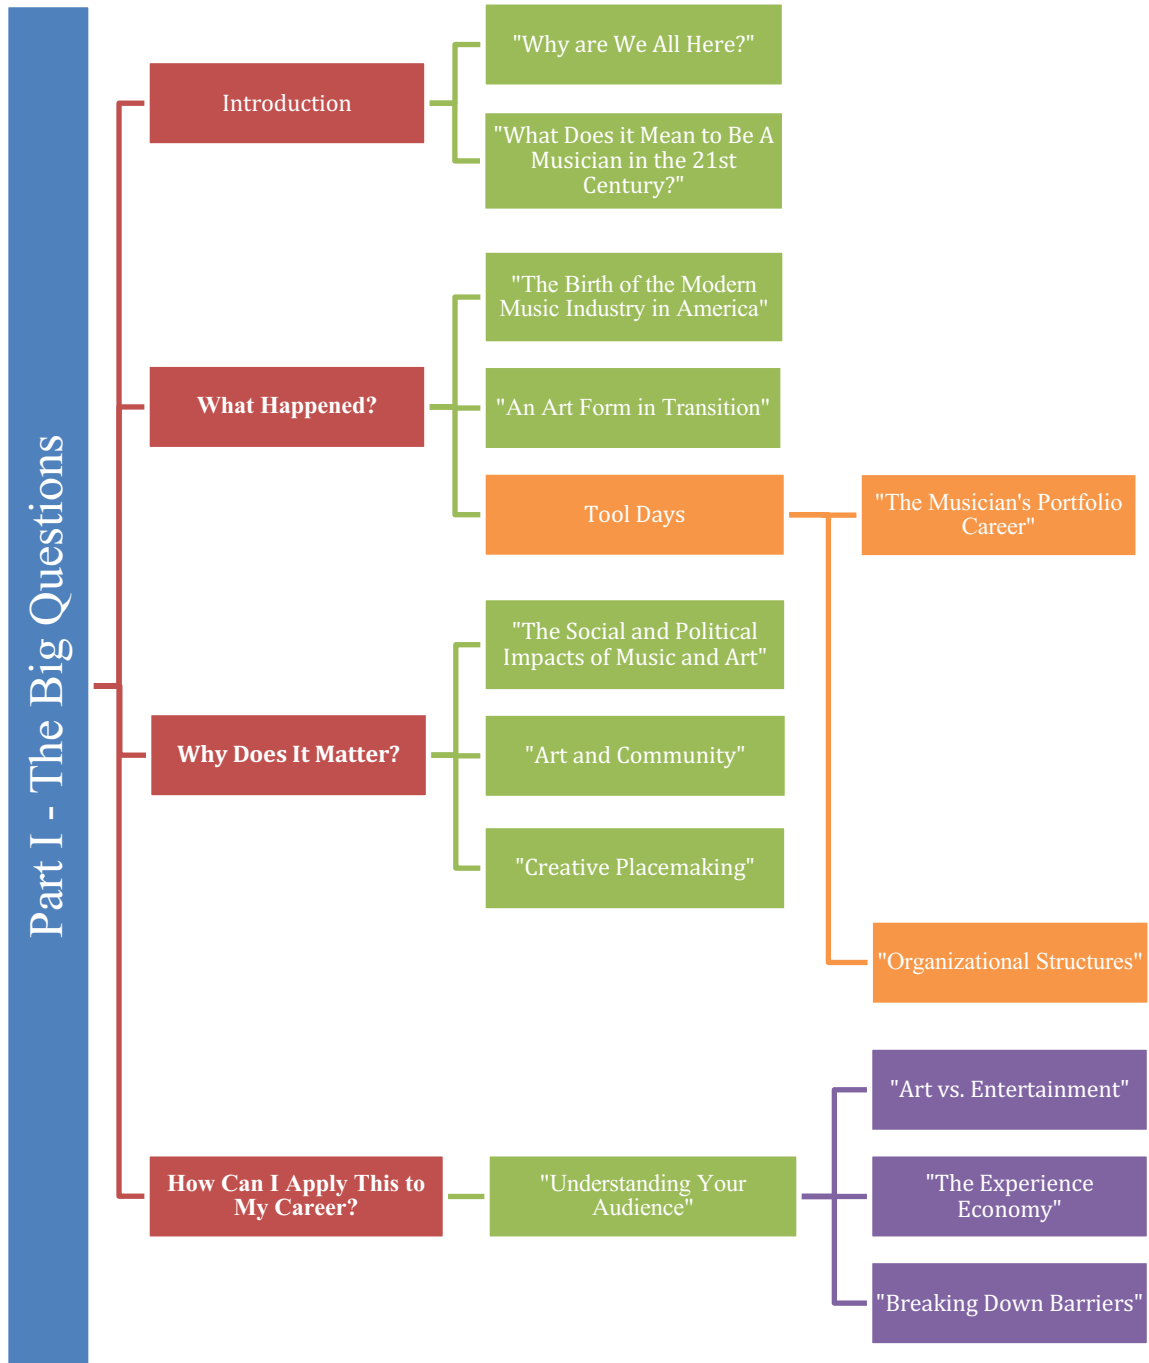 Part I - The Big Questions
Introduction
"Why are We All Here?"
"What Does it Mean to Be A
Musician in the 21st
Century?"
What Happened?
"The Birth of the Modern
Music Industry in America"
"An Art Form in Transition"
Tool Days
"The Musician's Portfolio
Career"
"Organizational Structures"
Why Does It Matter?
"The Social and Political
Impacts of Music and Art"
"Art and Community"
"Creative Placemaking"
How Can I Apply This to
My Career?
"Understanding Your
Audience"
"Art vs. Entertainment"
"The Experience
Economy"
"Breaking Down Barriers"